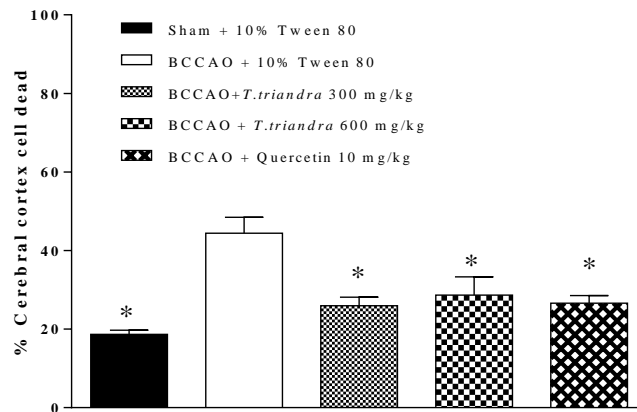 100
80
60
40
20
0
% Cerebral cortex cell dead
Sham + 10% Tween 80
BCCAO + 10% Tween 80
BCCAO+T.triandra 300 mg/kg
BCCAO + T.triandra 600 mg/kg
BCCAO + Quercetin 10 mg/kg
*
*
*
*